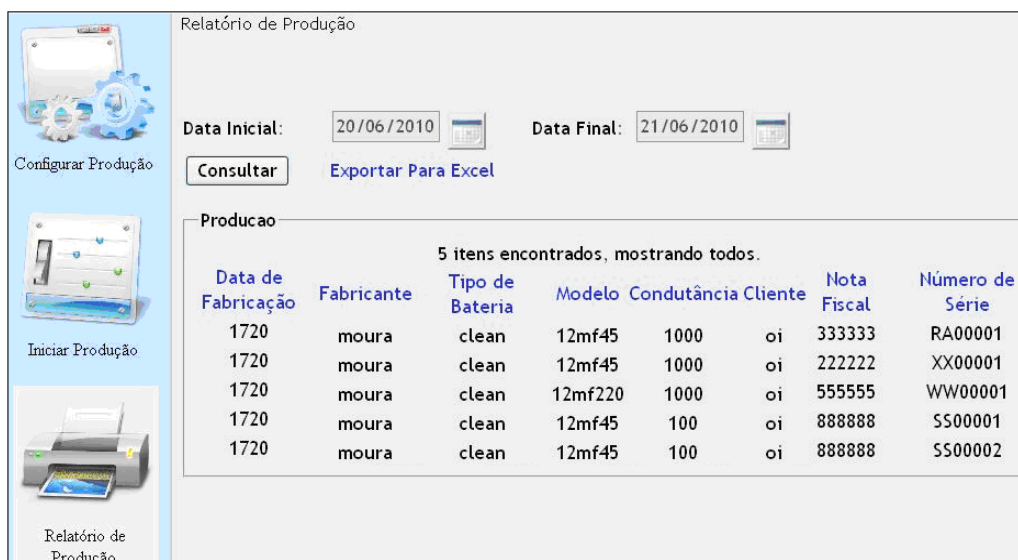 Relatório de Produção
Configurar Produção
Data Inicial: 20/06/2010 Data Final: 21/06/2010
Consultar Exportar Para Excel
Iniciar Produção
Producao
5 itens encontrados, mostrando todos.
Data de Fabricação Fabricante Tipo de Bateria Modelo Condutância Cliente Nota Fiscal Número de Série
1720 moura clean 12mf45 1000 oi 333333 RA00001
1720 moura clean 12mf45 1000 oi 222222 XX00001
1720 moura clean 12mf220 1000 oi 555555 WW00001
1720 moura clean 12mf45 100 oi 888888 SS00001
1720 moura clean 12mf45 100 oi 888888 SS00002
Relatório de
Produção